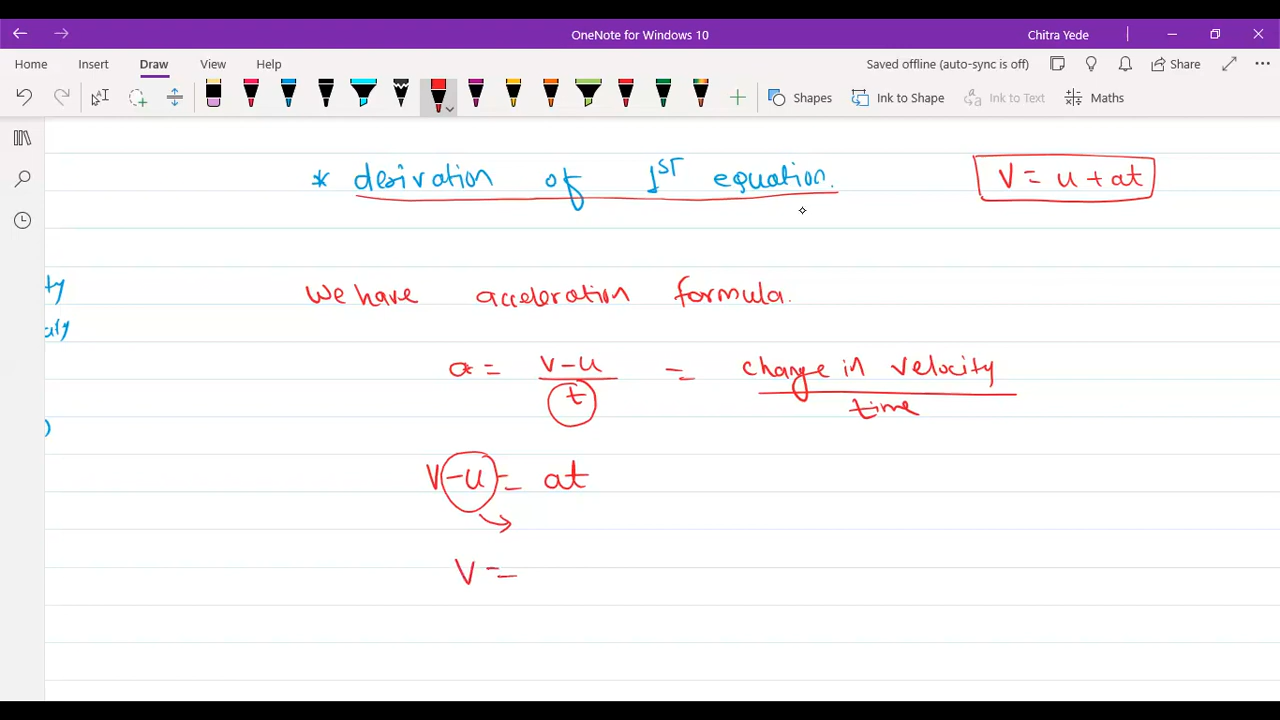 OneNote for Windows 10
Chitra Yede
Home Insert Draw View Help
Saved offline (auto-sync is off)
Share
Shapes Ink to Shape Ink to Text Maths
* derivation of 1ST equation.
V = u + at
ty
We have acceleration formula.
a = v-u / t = change in velocity / time
)
V-u = at
V =